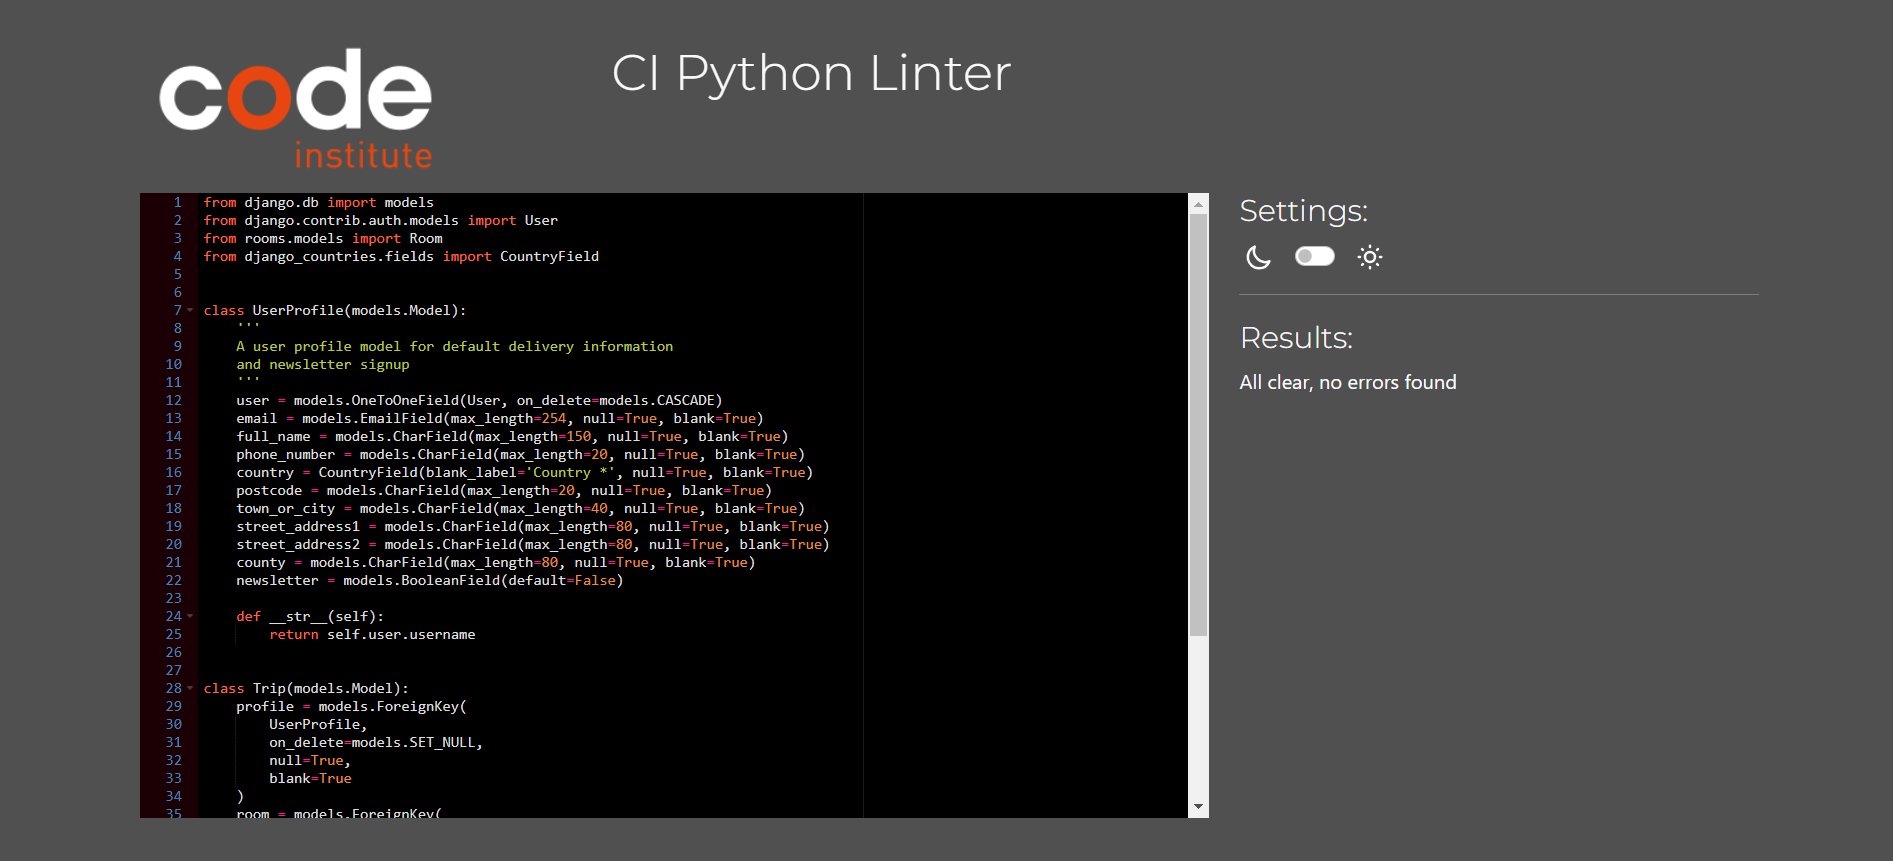 code
institute
CI Python Linter
1 from django.db import models
2 from django.contrib.auth.models import User
3 from rooms.models import Room
4 from django_countries.fields import CountryField
5
6
7 class UserProfile(models.Model):
8     '''
9     A user profile model for default delivery information
10     and newsletter signup
11     '''
12     user = models.OneToOneField(User, on_delete=models.CASCADE)
13     email = models.EmailField(max_length=254, null=True, blank=True)
14     full_name = models.CharField(max_length=150, null=True, blank=True)
15     phone_number = models.CharField(max_length=20, null=True, blank=True)
16     country = CountryField(blank_label='Country *', null=True, blank=True)
17     postcode = models.CharField(max_length=20, null=True, blank=True)
18     town_or_city = models.CharField(max_length=40, null=True, blank=True)
19     street_address1 = models.CharField(max_length=80, null=True, blank=True)
20     street_address2 = models.CharField(max_length=80, null=True, blank=True)
21     county = models.CharField(max_length=80, null=True, blank=True)
22     newsletter = models.BooleanField(default=False)
23
24     def __str__(self):
25         return self.user.username
26
27
28 class Trip(models.Model):
29     profile = models.ForeignKey(
30         UserProfile,
31         on_delete=models.SET_NULL,
32         null=True,
33         blank=True
34     )
35     room = models.ForeignKey(
Settings:
Results:
All clear, no errors found